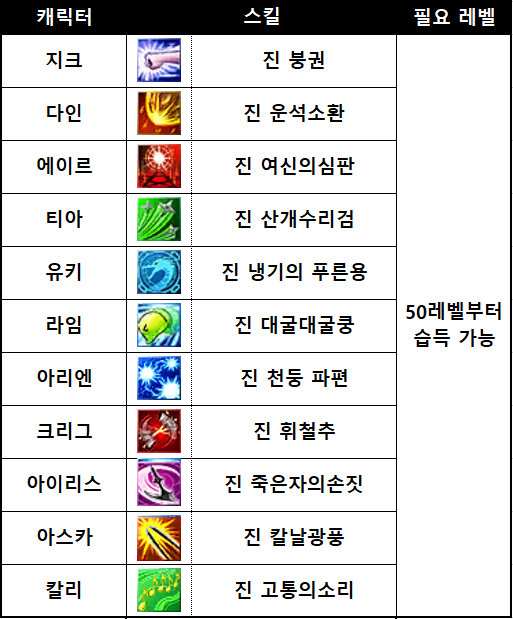 캐릭터 스킬 필요 레벨
지크 진 붕권
다인 진 운석소환
에이르 진 여신의심판
티아 진 산개수리검
유키 진 냉기의 푸른용
라임 진 대굴대굴쿵
아리엔 진 천둥 파편
크리그 진 휘철추
아이리스 진 죽은자의손짓
아스카 진 칼날광풍
칼리 진 고통의소리
50레벨부터
습득 가능